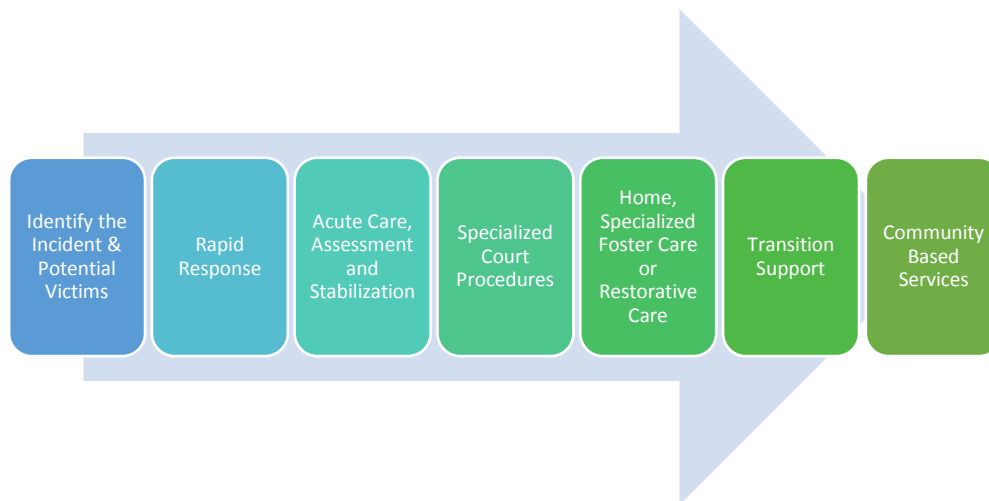 Identify the
Incident &
Potential
Victims
Rapid
Response
Acute Care,
Assessment
and
Stabilization
Specialized
Court
Procedures
Home,
Specialized
Foster Care
or
Restorative
Care
Transition
Support
Community
Based
Services